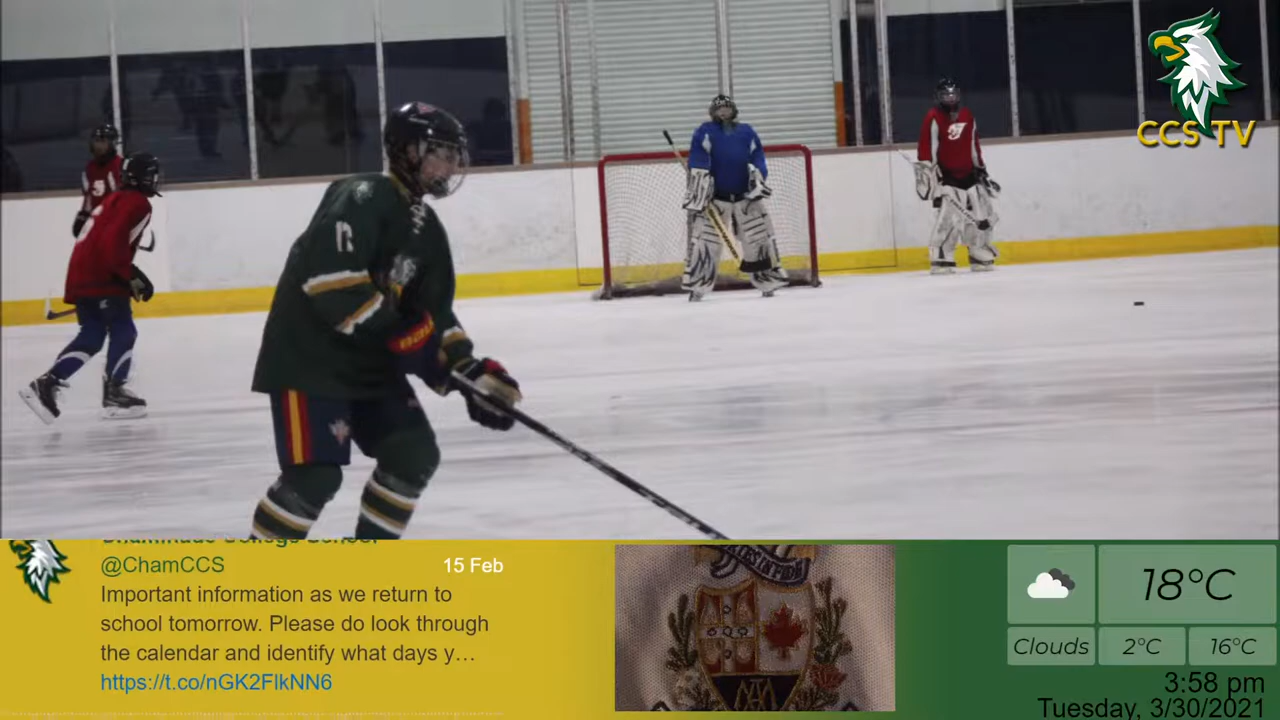 CCS TV
@ChamCCS
15 Feb
Important information as we return to
school tomorrow. Please do look through
the calendar and identify what days y…
https://t.co/nGK2FlkNN6
18°C
Clouds
2°C
16°C
3:58 pm
Tuesday, 3/30/2021